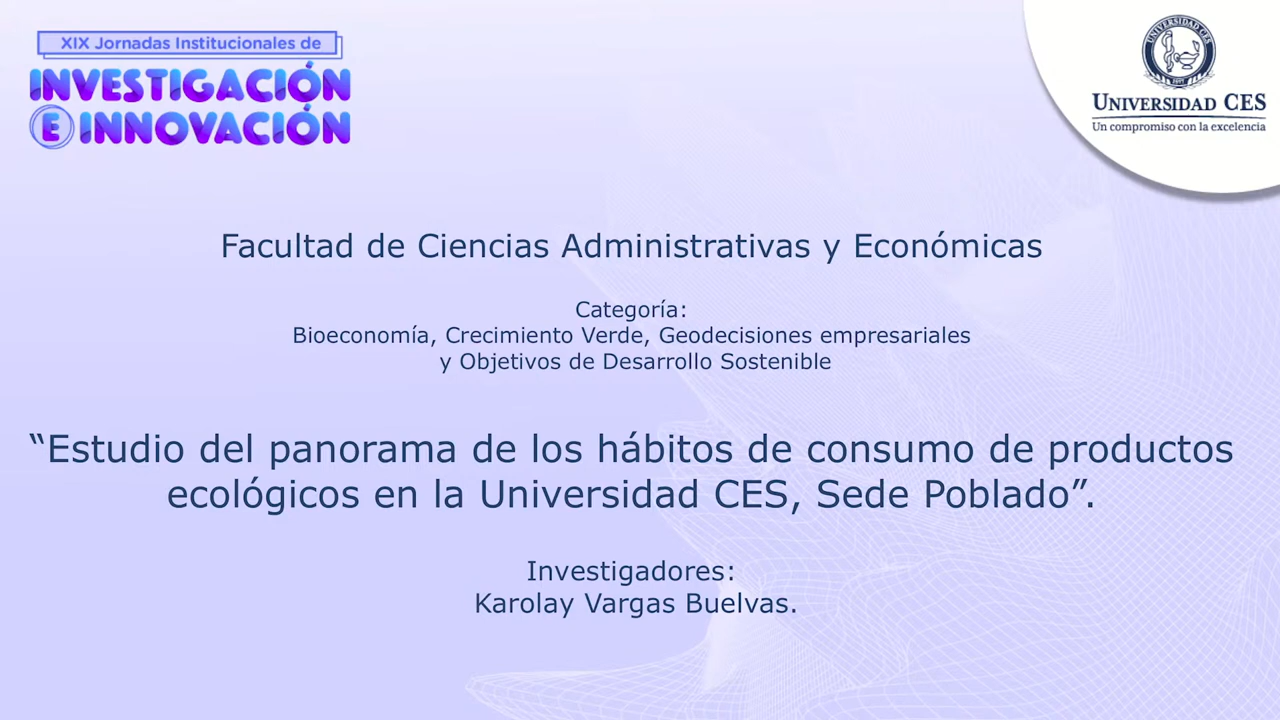 XIX Jornadas Institucionales de
INVESTIGACIÓN
E INNOVACIÓN
UNIVERSIDAD CES
UNIVERSIDAD CES
Un compromiso con la excelencia
Facultad de Ciencias Administrativas y Económicas
Categoría:
Bioeconomía, Crecimiento Verde, Geodecisiones empresariales
y Objetivos de Desarrollo Sostenible
“Estudio del panorama de los hábitos de consumo de productos
ecológicos en la Universidad CES, Sede Poblado”.
Investigadores:
Karolay Vargas Buelvas.